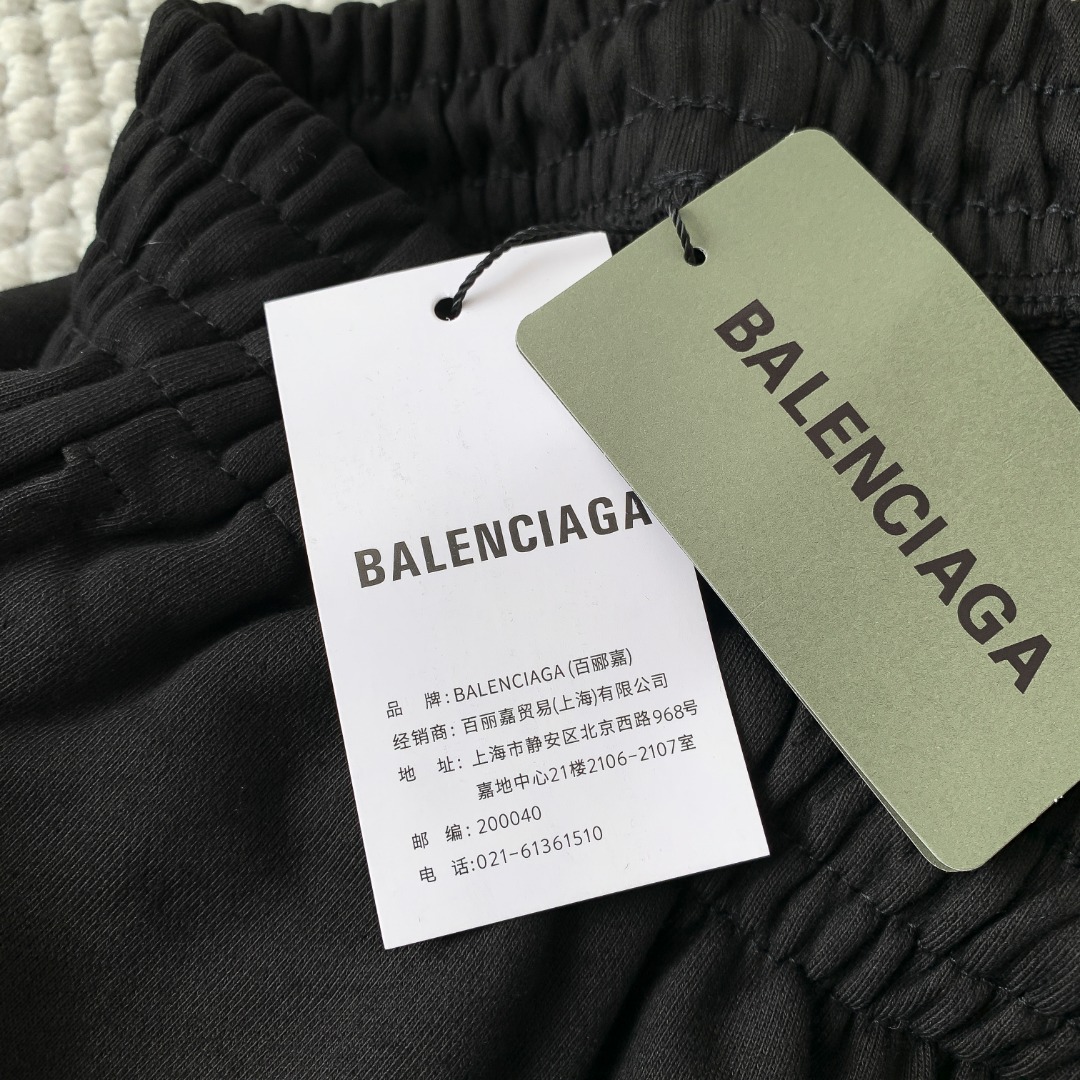 BALENCIAGA
品 牌: BALENCIAGA (百郦嘉)
经销商: 百丽嘉贸易(上海)有限公司
地 址: 上海市静安区北京西路968号
嘉地中心21楼2106-2107室
邮 编: 200040
电 话:021-61361510
BALENCIAGA